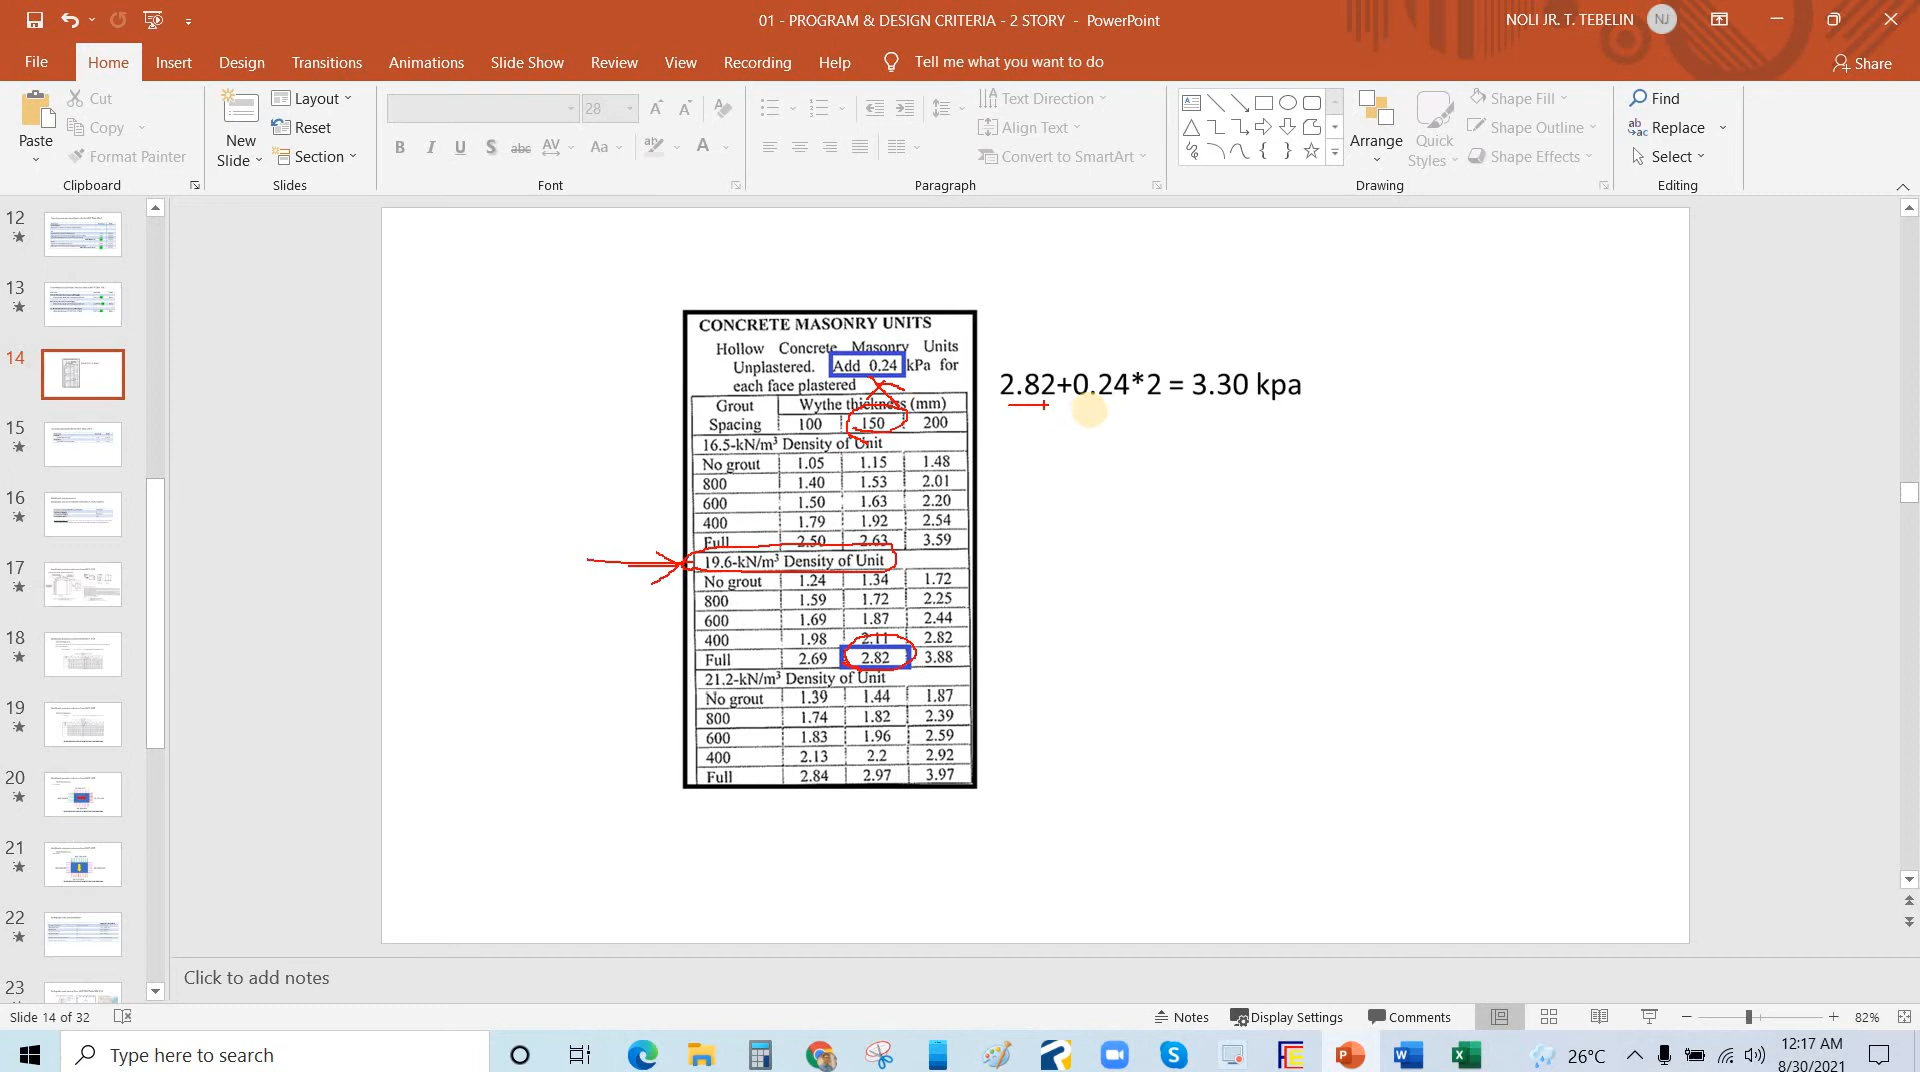 01 - PROGRAM & DESIGN CRITERIA - 2 STORY - PowerPoint
NOLI JR. T. TEBELIN
NJ
File
Home
Insert
Design
Transitions
Animations
Slide Show
Review
View
Recording
Help
Tell me what you want to do
Share
Paste
Cut
Copy
Format Painter
Clipboard
New
Slide
Layout
Reset
Section
Slides
28
Font
Text Direction
Align Text
Convert to SmartArt
Paragraph
Arrange
Quick
Styles
Shape Fill
Shape Outline
Shape Effects
Drawing
Find
Replace
Select
Editing
12
13
14
15
16
17
18
19
20
21
22
23
CONCRETE MASONRY UNITS
Hollow Concrete Masonry Units
Unplastered. Add 0.24 kPa for
each face plastered
Grout Wythe thickness (mm)
Spacing 100 150 200
16.5-kN/m³ Density of Unit
No grout 1.05 1.15 1.48
800 1.40 1.53 2.01
600 1.50 1.63 2.20
400 1.79 1.92 2.54
Full 2.50 2.63 3.59
19.6-kN/m³ Density of Unit
No grout 1.24 1.34 1.72
800 1.59 1.72 2.25
600 1.69 1.87 2.44
400 1.98 2.11 2.82
Full 2.69 2.82 3.88
21.2-kN/m³ Density of Unit
No grout 1.39 1.44 1.87
800 1.74 1.82 2.39
600 1.83 1.96 2.59
400 2.13 2.2 2.92
Full 2.84 2.97 3.97
2.82+0.24*2 = 3.30 kpa
Click to add notes
Slide 14 of 32
Notes
Display Settings
Comments
82%
Type here to search
26°C
12:17 AM
8/30/2021